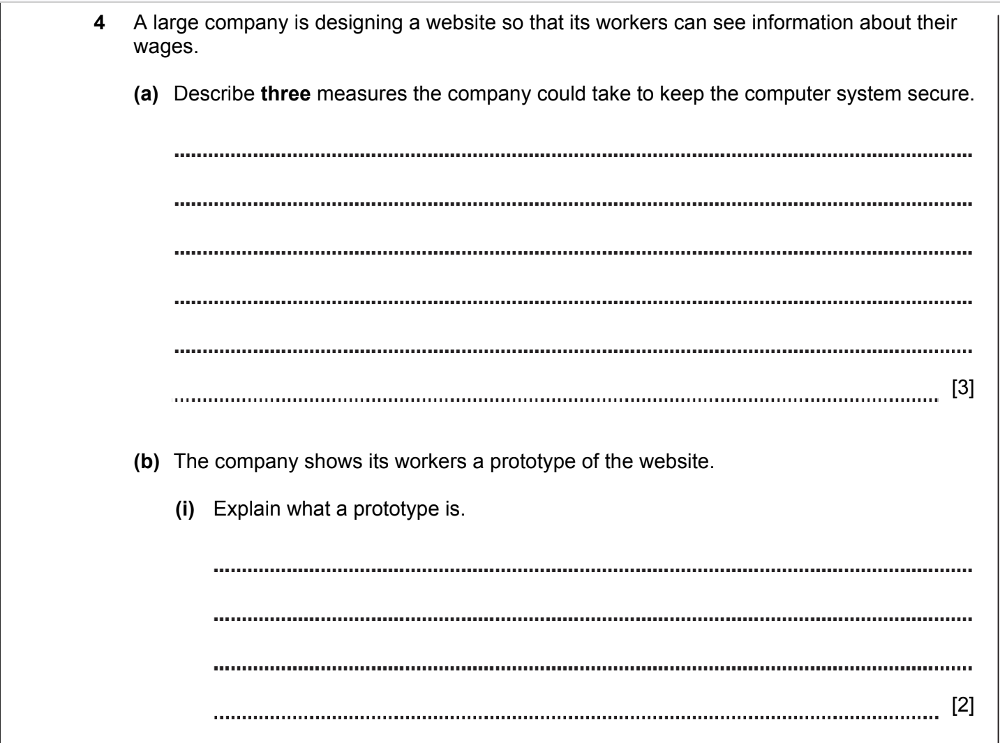 4 A large company is designing a website so that its workers can see information about their
wages.
(a) Describe three measures the company could take to keep the computer system secure.
[3]
(b) The company shows its workers a prototype of the website.
(i) Explain what a prototype is.
[2]